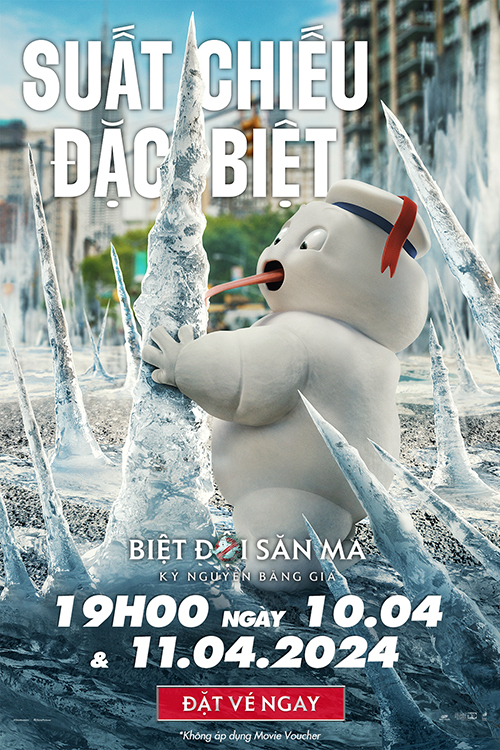 SUẤT CHIẾU
ĐẶC BIỆT
BIỆT ĐỘI SĂN MA
KỶ NGUYÊN BĂNG GIÁ
19H00 NGÀY 10.04
& 11.04.2024
ĐẶT VÉ NGAY
*Không áp dụng Movie Voucher